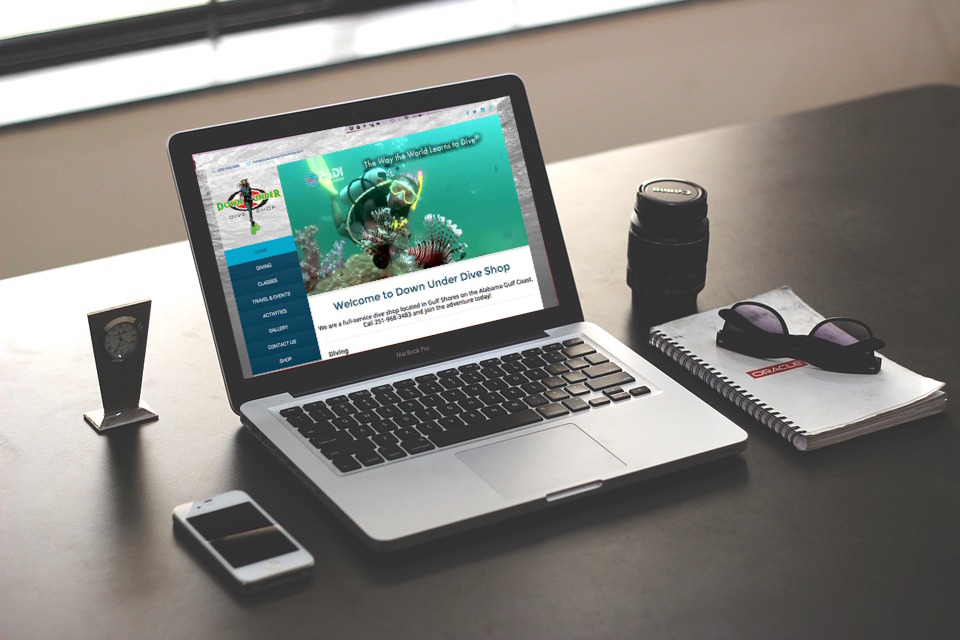 The Way the World Learns to Dive®
PADI
DOWN UNDER
DIVE SHOP
HOME
DIVING
CLASSES
TRAVEL & EVENTS
ACTIVITIES
GALLERY
CONTACT US
SHOP
Welcome to Down Under Dive Shop
We are a full-service dive shop located in Gulf Shores on the Alabama Gulf Coast.
Call 251-968-3483 and join the adventure today!
Diving
MacBook Pro
Canon
ORACLE